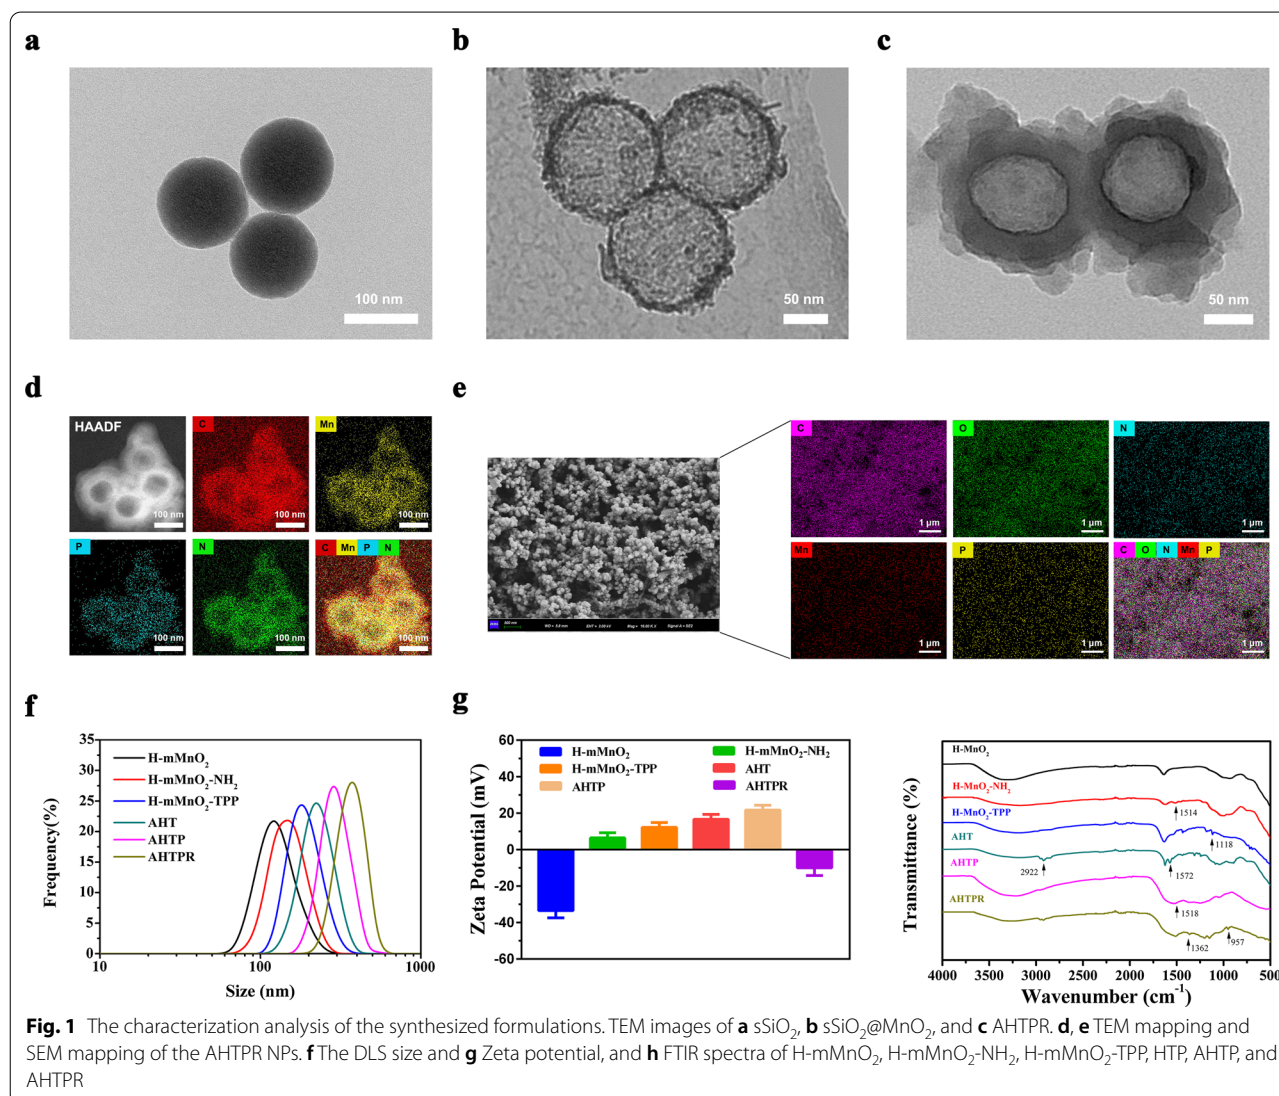 a
b
c
100 nm
50 nm
50 nm
d
e
HAADF
C
Mn
100 nm
100 nm
100 nm
P
N
C Mn P N
100 nm
100 nm
100 nm
C
O
N
1 µm
1 µm
1 µm
Mn
P
C O N Mn P
1 µm
1 µm
1 µm
f
35
30
25
20
15
10
5
0
10
100
1000
Frequency(%)
Size (nm)
H-mMnO2
H-mMnO2-NH2
H-mMnO2-TPP
AHT
AHTP
AHTPR
g
60
40
20
0
-20
-40
-60
Zeta Potential (mV)
H-mMnO2
H-mMnO2-NH2
H-mMnO2-TPP
AHT
AHTP
AHTPR
Transmittance (%)
H-MnO2
H-MnO2-NH2
1514
H-MnO2-TPP
1118
AHT
2922
1572
AHTP
1518
AHTPR
1362
957
4000 3500 3000 2500 2000 1500 1000 500
Wavenumber (cm-1)
Fig. 1 The characterization analysis of the synthesized formulations. TEM images of a sSiO2, b sSiO2@MnO2, and c AHTPR. d, e TEM mapping and
SEM mapping of the AHTPR NPs. f The DLS size and g Zeta potential, and h FTIR spectra of H-mMnO2, H-mMnO2-NH2, H-mMnO2-TPP, HTP, AHTP, and
AHTPR